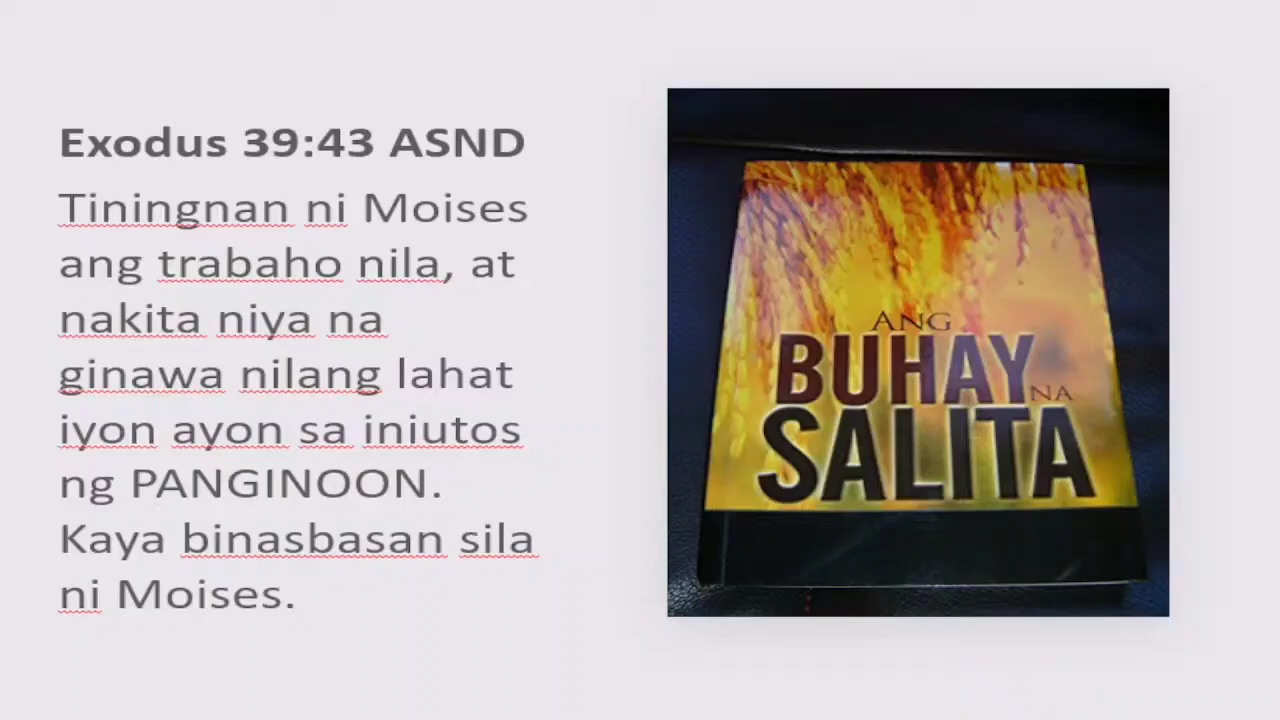 Exodus 39:43 ASND
Tiningnan ni Moises
ang trabaho nila, at
nakita niya na
ginawa nilang lahat
iyon ayon sa iniutos
ng PANGINOON.
Kaya binasbasan sila
ni Moises.
ANG
BUHAY NA
SALITA